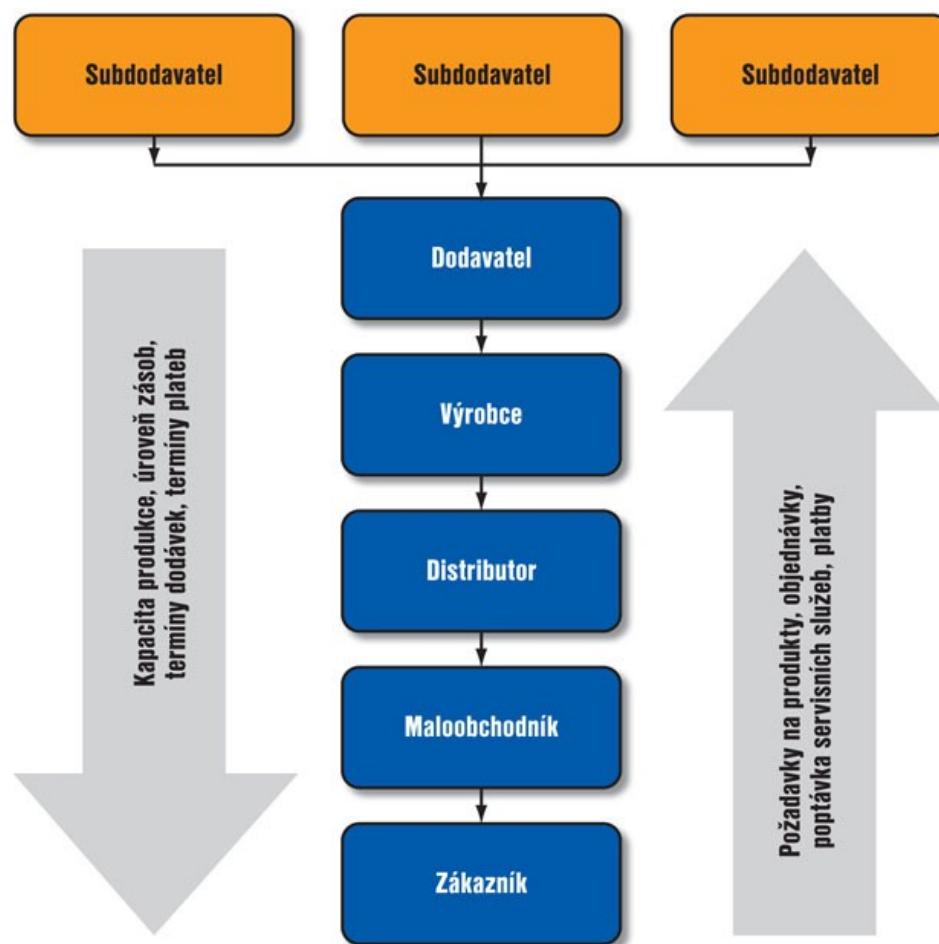 Subdodavatel
Subdodavatel
Subdodavatel
Dodavatel
Kapacita produkce, úroveň zásob,
termíny dodávek, termíny plateb
Výrobce
Distributor
Maloobchodník
Zákazník
Požadavky na produkty, objednávky,
poptávka servisních služeb, platby